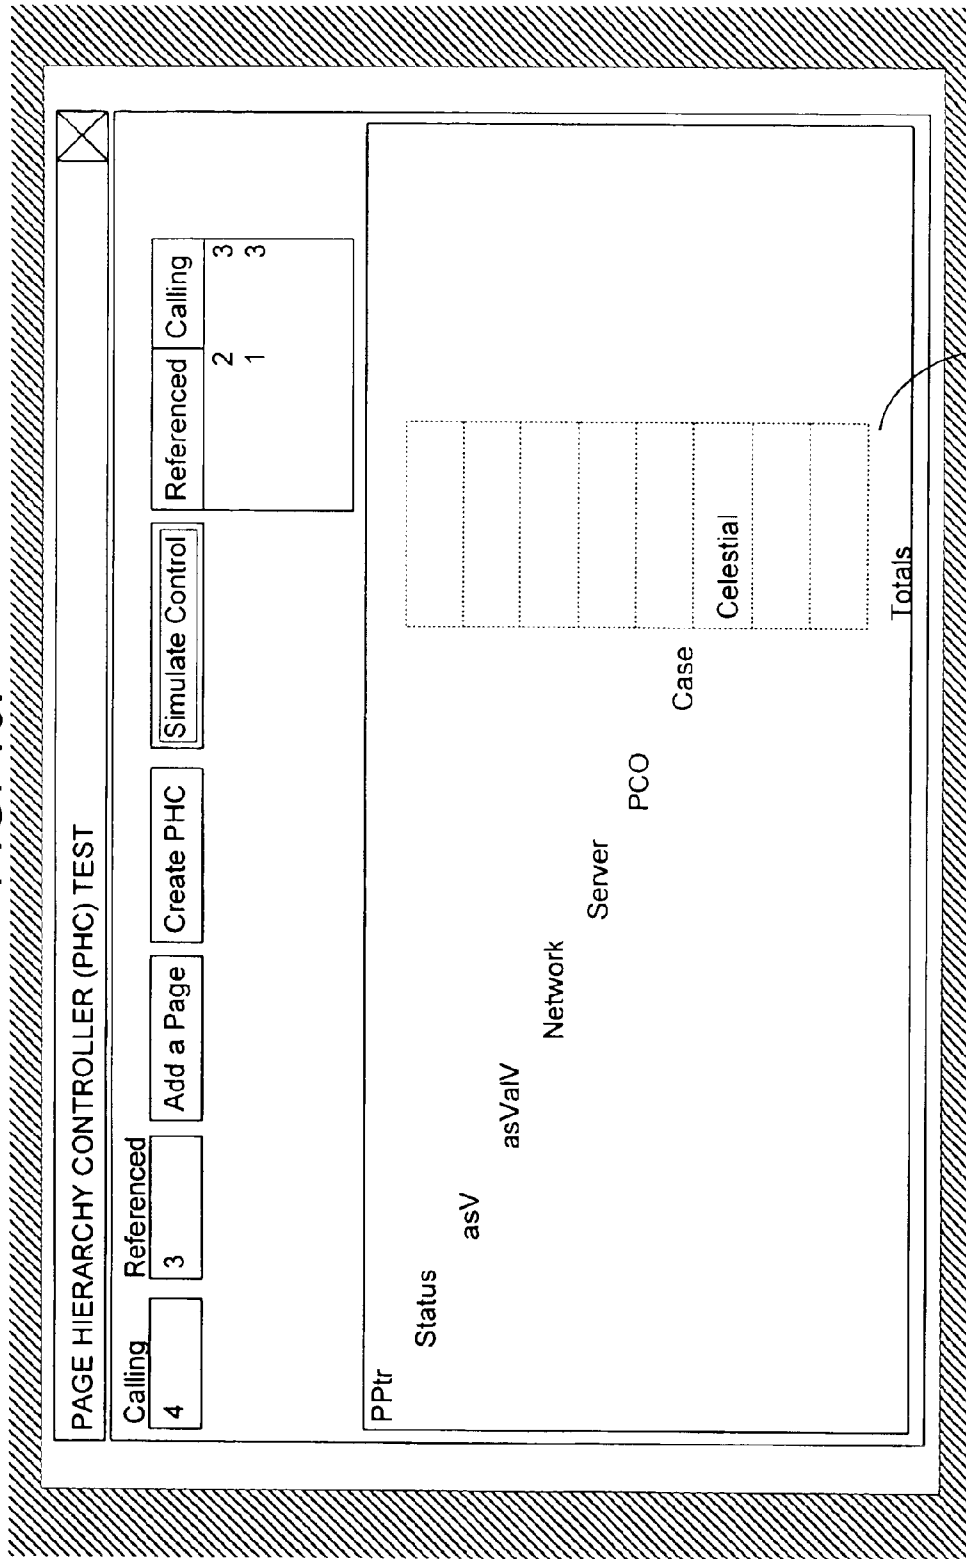 PAGE HIERARCHY CONTROLLER (PHC) TEST
Calling Referenced
4 3 Add a Page Create PHC Simulate Control Referenced Calling
2 3
1 3
PPtr
Status
asV
asValV
Network
Server
PCO
Case
Celestial
Totals